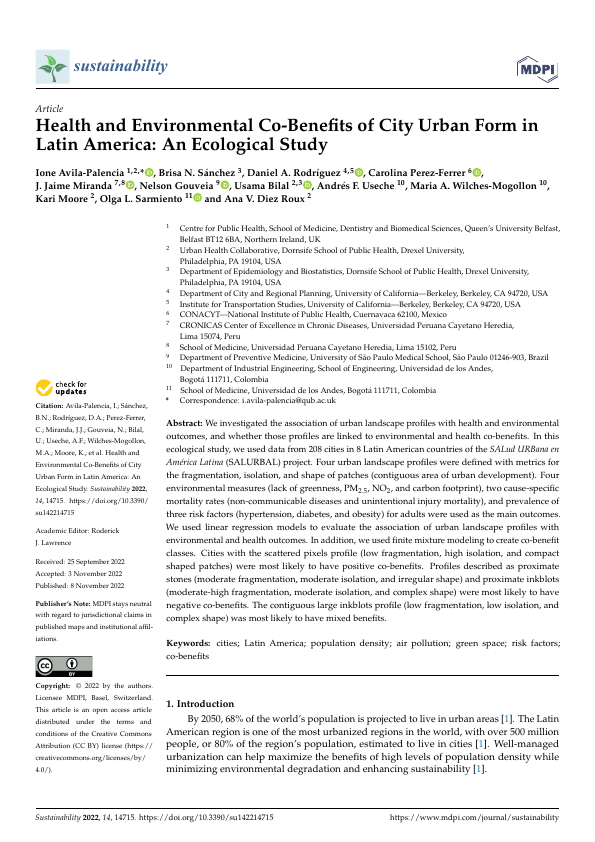 sustainability
MDPI
Article
Health and Environmental Co-Benefits of City Urban Form in
Latin America: An Ecological Study
Ione Avila-Palencia 1,2,*, Brisa N. Sánchez 3, Daniel A. Rodríguez 4,5, Carolina Perez-Ferrer 6,
J. Jaime Miranda 7,8, Nelson Gouveia 9, Usama Bilal 2,3, Andrés F. Useche 10, Maria A. Wilches-Mogollon 10,
Kari Moore 2, Olga L. Sarmiento 11 and Ana V. Diez Roux 2
1 Centre for Public Health, School of Medicine, Dentistry and Biomedical Sciences, Queen's University Belfast,
Belfast BT12 6BA, Northern Ireland, UK
2 Urban Health Collaborative, Dornsife School of Public Health, Drexel University,
Philadelphia, PA 19104, USA
3 Department of Epidemiology and Biostatistics, Dornsife School of Public Health, Drexel University,
Philadelphia, PA 19104, USA
4 Department of City and Regional Planning, University of California—Berkeley, Berkeley, CA 94720, USA
5 Institute for Transportation Studies, University of California—Berkeley, Berkeley, CA 94720, USA
6 CONACYT—National Institute of Public Health, Cuernavaca 62100, Mexico
7 CRONICAS Center of Excellence in Chronic Diseases, Universidad Peruana Cayetano Heredia,
Lima 15074, Peru
8 School of Medicine, Universidad Peruana Cayetano Heredia, Lima 15102, Peru
9 Department of Preventive Medicine, University of São Paulo Medical School, São Paulo 01246-903, Brazil
10 Department of Industrial Engineering, School of Engineering, Universidad de los Andes,
Bogotá 111711, Colombia
11 School of Medicine, Universidad de los Andes, Bogotá 111711, Colombia
* Correspondence: i.avila-palencia@qub.ac.uk
check for
updates
Citation: Avila-Palencia, I.; Sánchez,
B.N.; Rodríguez, D.A.; Perez-Ferrer,
C.; Miranda, J.J.; Gouveia, N.; Bilal,
U.; Useche, A.F.; Wilches-Mogollon,
M.A.; Moore, K.; et al. Health and
Environmental Co-Benefits of City
Urban Form in Latin America: An
Ecological Study. Sustainability 2022,
14, 14715. https://doi.org/10.3390/
su142214715
Academic Editor: Roderick
J. Lawrence
Received: 25 September 2022
Accepted: 3 November 2022
Published: 8 November 2022
Publisher's Note: MDPI stays neutral
with regard to jurisdictional claims in
published maps and institutional affil-
iations.
cc
BY
Copyright: © 2022 by the authors.
Licensee MDPI, Basel, Switzerland.
This article is an open access article
distributed under the terms and
conditions of the Creative Commons
Attribution (CC BY) license (https://
creativecommons.org/licenses/by/
4.0/).
Abstract: We investigated the association of urban landscape profiles with health and environmental
outcomes, and whether those profiles are linked to environmental and health co-benefits. In this
ecological study, we used data from 208 cities in 8 Latin American countries of the SALud URBana en
América Latina (SALURBAL) project. Four urban landscape profiles were defined with metrics for
the fragmentation, isolation, and shape of patches (contiguous area of urban development). Four
environmental measures (lack of greenness, PM2.5, NO2, and carbon footprint), two cause-specific
mortality rates (non-communicable diseases and unintentional injury mortality), and prevalence of
three risk factors (hypertension, diabetes, and obesity) for adults were used as the main outcomes.
We used linear regression models to evaluate the association of urban landscape profiles with
environmental and health outcomes. In addition, we used finite mixture modeling to create co-benefit
classes. Cities with the scattered pixels profile (low fragmentation, high isolation, and compact
shaped patches) were most likely to have positive co-benefits. Profiles described as proximate
stones (moderate fragmentation, moderate isolation, and irregular shape) and proximate inkblots
(moderate-high fragmentation, moderate isolation, and complex shape) were most likely to have
negative co-benefits. The contiguous large inkblots profile (low fragmentation, low isolation, and
complex shape) was most likely to have mixed benefits.
Keywords: cities; Latin America; population density; air pollution; green space; risk factors;
co-benefits
1. Introduction
By 2050, 68% of the world's population is projected to live in urban areas [1]. The Latin
American region is one of the most urbanized regions in the world, with over 500 million
people, or 80% of the region's population, estimated to live in cities [1]. Well-managed
urbanization can help maximize the benefits of high levels of population density while
minimizing environmental degradation and enhancing sustainability [1].
Sustainability 2022, 14, 14715. https://doi.org/10.3390/su142214715
https://www.mdpi.com/journal/sustainability